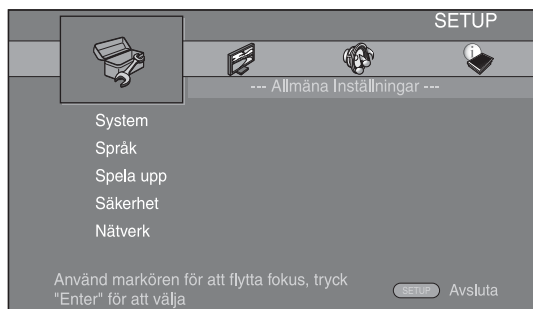 SETUP
--- Allmäna Inställningar ---
System
Språk
Spela upp
Säkerhet
Nätverk
Använd markören för att flytta fokus, tryck
"Enter" för att välja
SETUP Avsluta